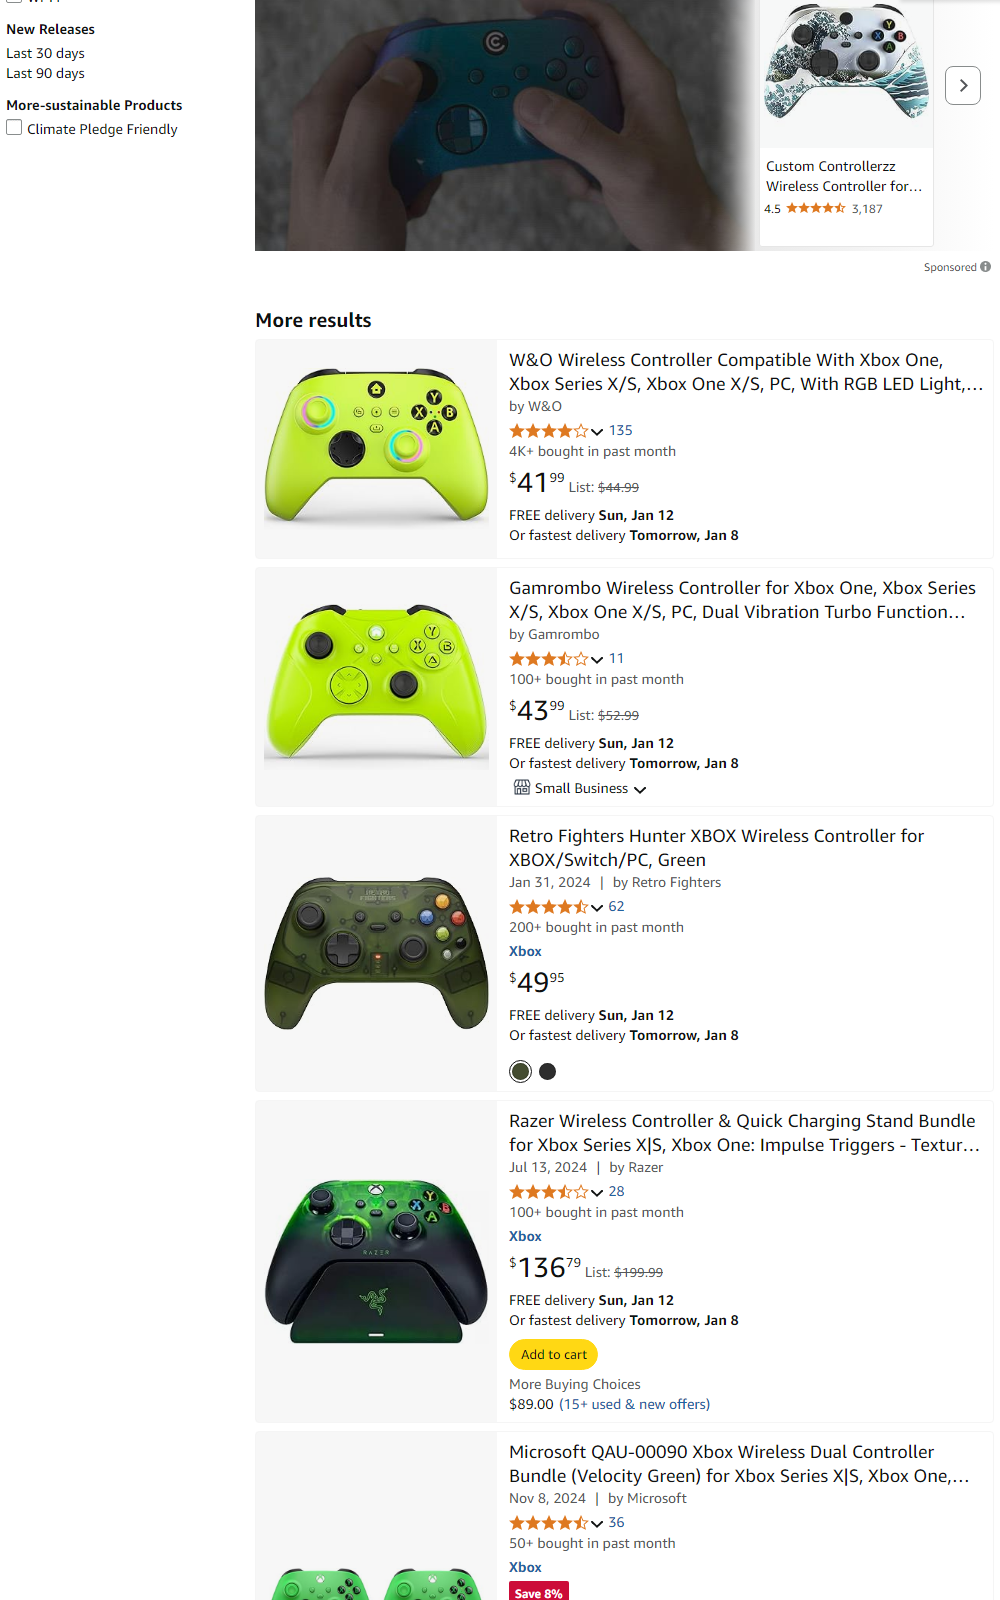 New Releases
Last 30 days
Last 90 days
More-sustainable Products
Climate Pledge Friendly
Custom Controllerzz
Wireless Controller for…
4.5 3,187
Sponsored
More results
W&O Wireless Controller Compatible With Xbox One,
Xbox Series X/S, Xbox One X/S, PC, With RGB LED Light,…
by W&O
135
4K+ bought in past month
$41.99 List: $44.99
FREE delivery Sun, Jan 12
Or fastest delivery Tomorrow, Jan 8
Gamrombo Wireless Controller for Xbox One, Xbox Series
X/S, Xbox One X/S, PC, Dual Vibration Turbo Function…
by Gamrombo
11
100+ bought in past month
$43.99 List: $52.99
FREE delivery Sun, Jan 12
Or fastest delivery Tomorrow, Jan 8
Small Business
Retro Fighters Hunter XBOX Wireless Controller for
XBOX/Switch/PC, Green
Jan 31, 2024 | by Retro Fighters
62
200+ bought in past month
Xbox
$49.95
FREE delivery Sun, Jan 12
Or fastest delivery Tomorrow, Jan 8
RAZER
Razer Wireless Controller & Quick Charging Stand Bundle
for Xbox Series X|S, Xbox One: Impulse Triggers - Textur…
Jul 13, 2024 | by Razer
28
100+ bought in past month
Xbox
$136.79 List: $199.99
FREE delivery Sun, Jan 12
Or fastest delivery Tomorrow, Jan 8
Add to cart
More Buying Choices
$89.00 (15+ used & new offers)
Microsoft QAU-00090 Xbox Wireless Dual Controller
Bundle (Velocity Green) for Xbox Series X|S, Xbox One,…
Nov 8, 2024 | by Microsoft
36
50+ bought in past month
Xbox
Save 8%